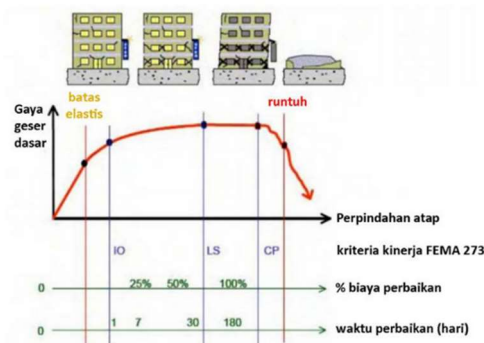 batas
elastis
runtuh
Gaya
geser
dasar
Perpindahan atap
IO LS CP kriteria kinerja FEMA 273
0 25% 50% 100% % biaya perbaikan
0 1 7 30 180 waktu perbaikan (hari)